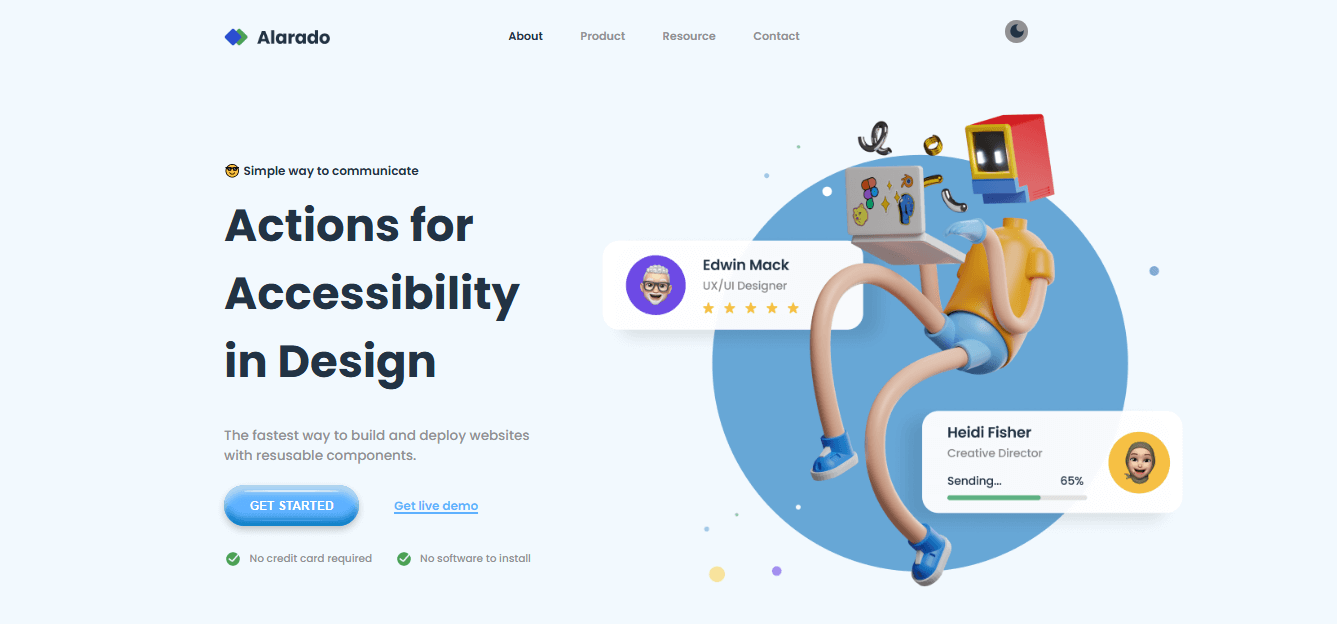 Alarado
About Product Resource Contact
😎 Simple way to communicate
Actions for
Accessibility
in Design
The fastest way to build and deploy websites
with resusable components.
GET STARTED Get live demo
No credit card required No software to install
Edwin Mack
UX/UI Designer
Heidi Fisher
Creative Director
Sending... 65%